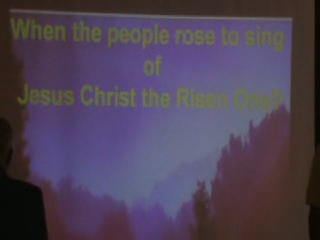 When the people rose to sing
of
Jesus Christ the Risen One?